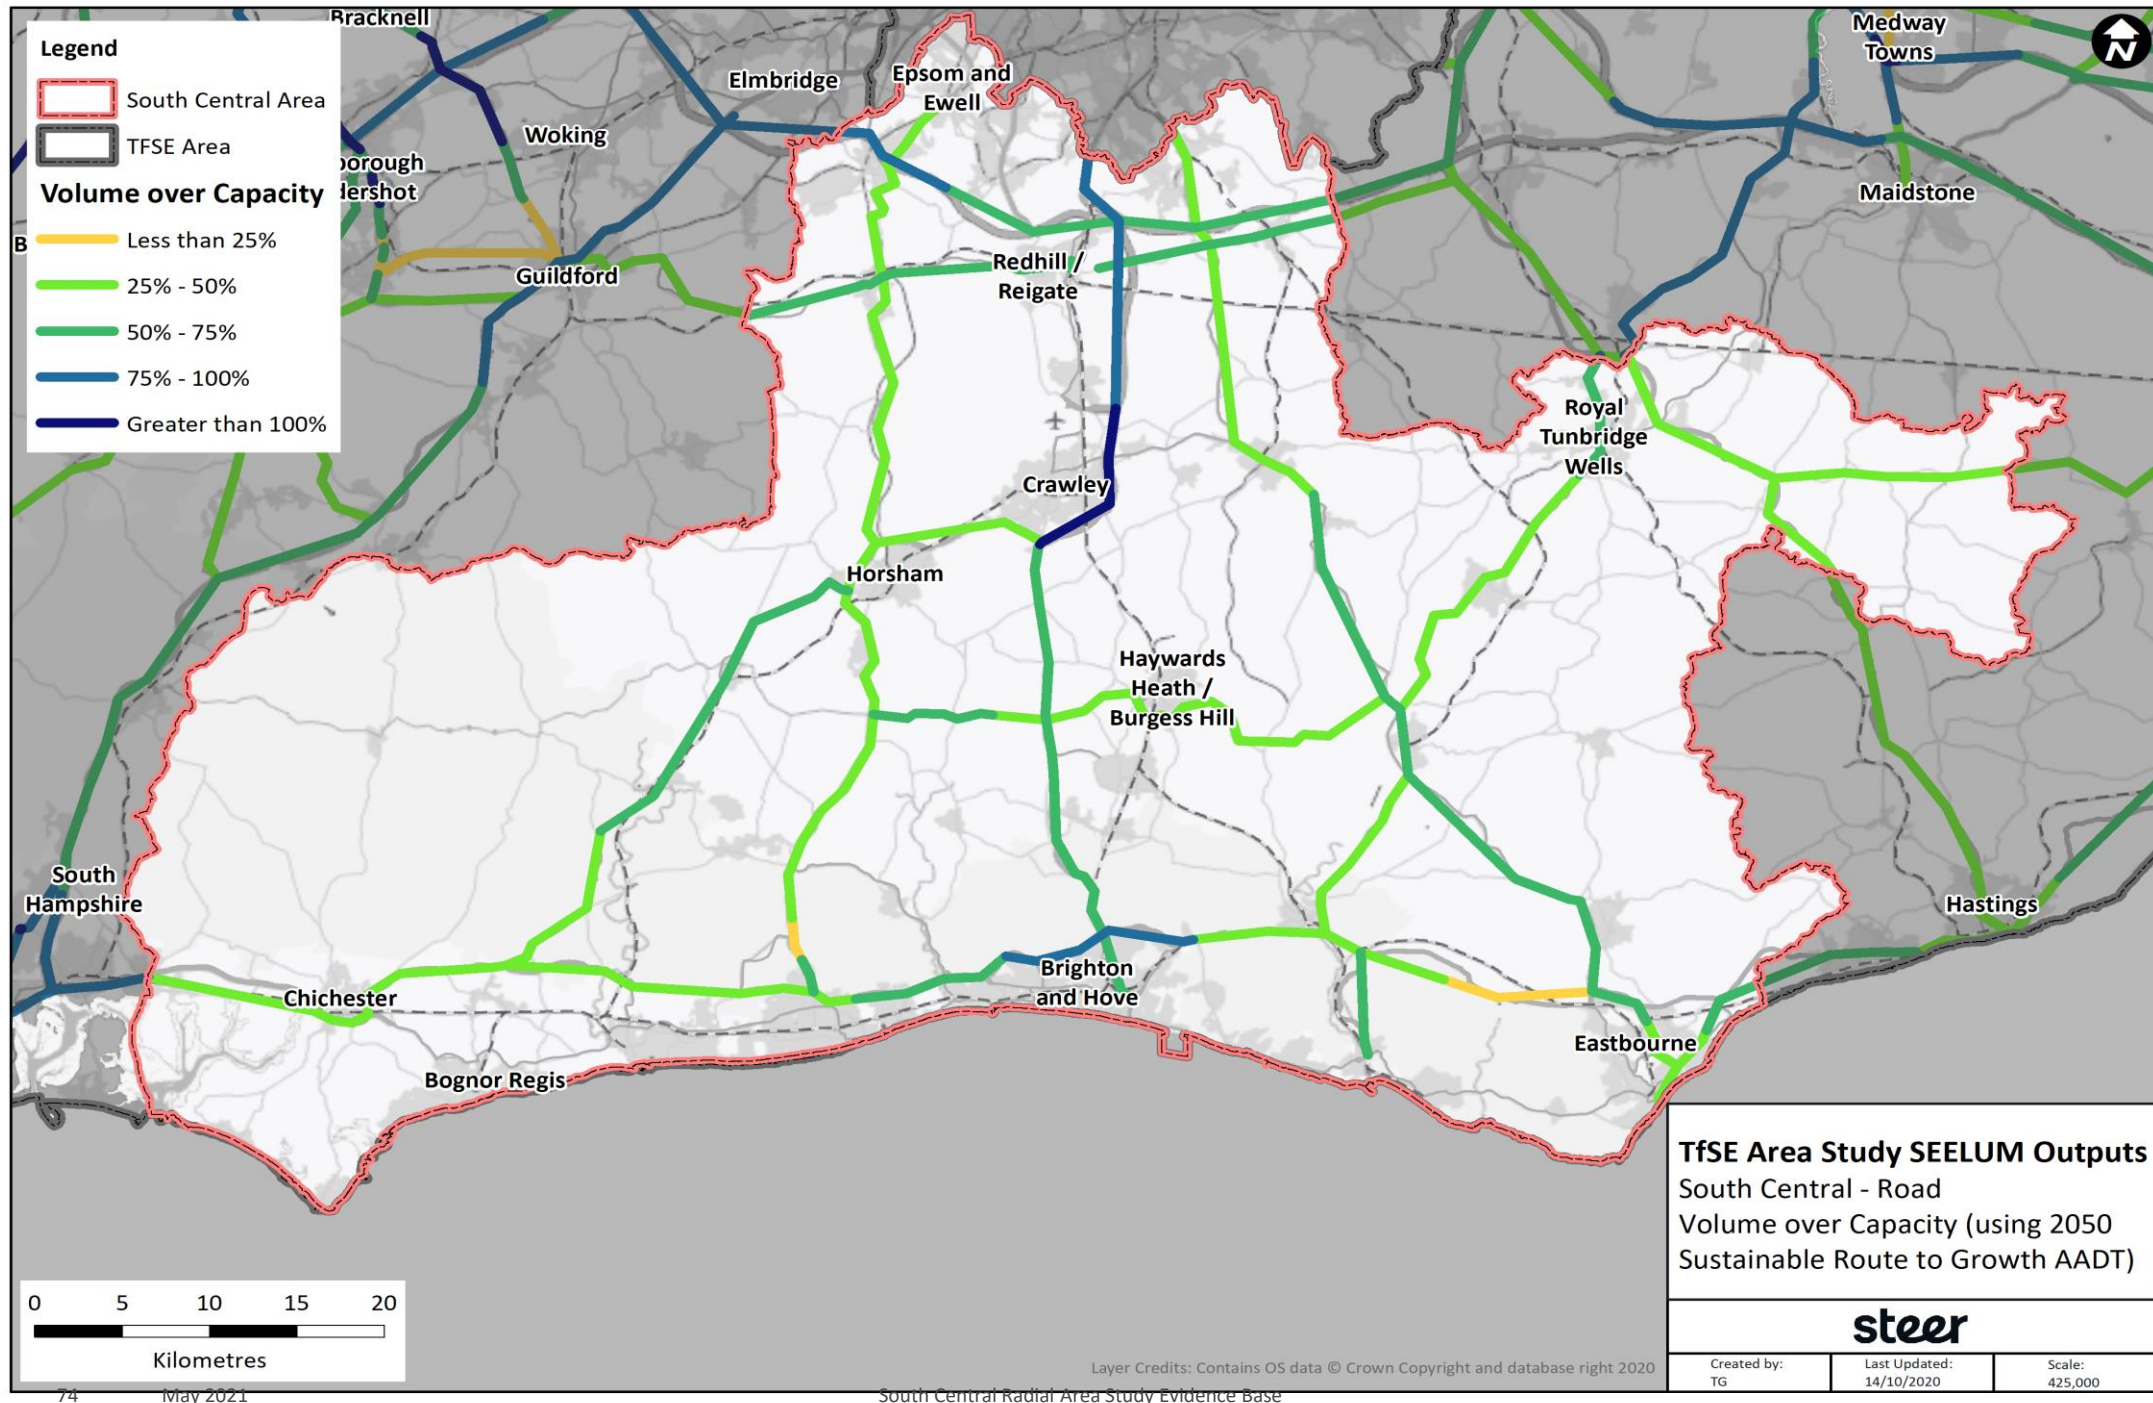 Legend
South Central Area
TFSE Area
Volume over Capacity
Less than 25%
25% - 50%
50% - 75%
75% - 100%
Greater than 100%
Bracknell
Elmbridge
Epsom and
Ewell
Medway
Towns
Woking
borough
dershot
Maidstone
B
Guildford
Redhill /
Reigate
Royal
Tunbridge
Wells
Crawley
Horsham
Haywards
Heath /
Burgess Hill
South
Hampshire
Hastings
Brighton
and Hove
Chichester
Eastbourne
Bognor Regis
N
TfSE Area Study SEELUM Outputs
South Central - Road
Volume over Capacity (using 2050
Sustainable Route to Growth AADT)
steer
Created by:
TG
Last Updated:
14/10/2020
Scale:
425,000
0 5 10 15 20
Kilometres
Layer Credits: Contains OS data © Crown Copyright and database right 2020
74 May 2021 South Central Radial Area Study Evidence Base